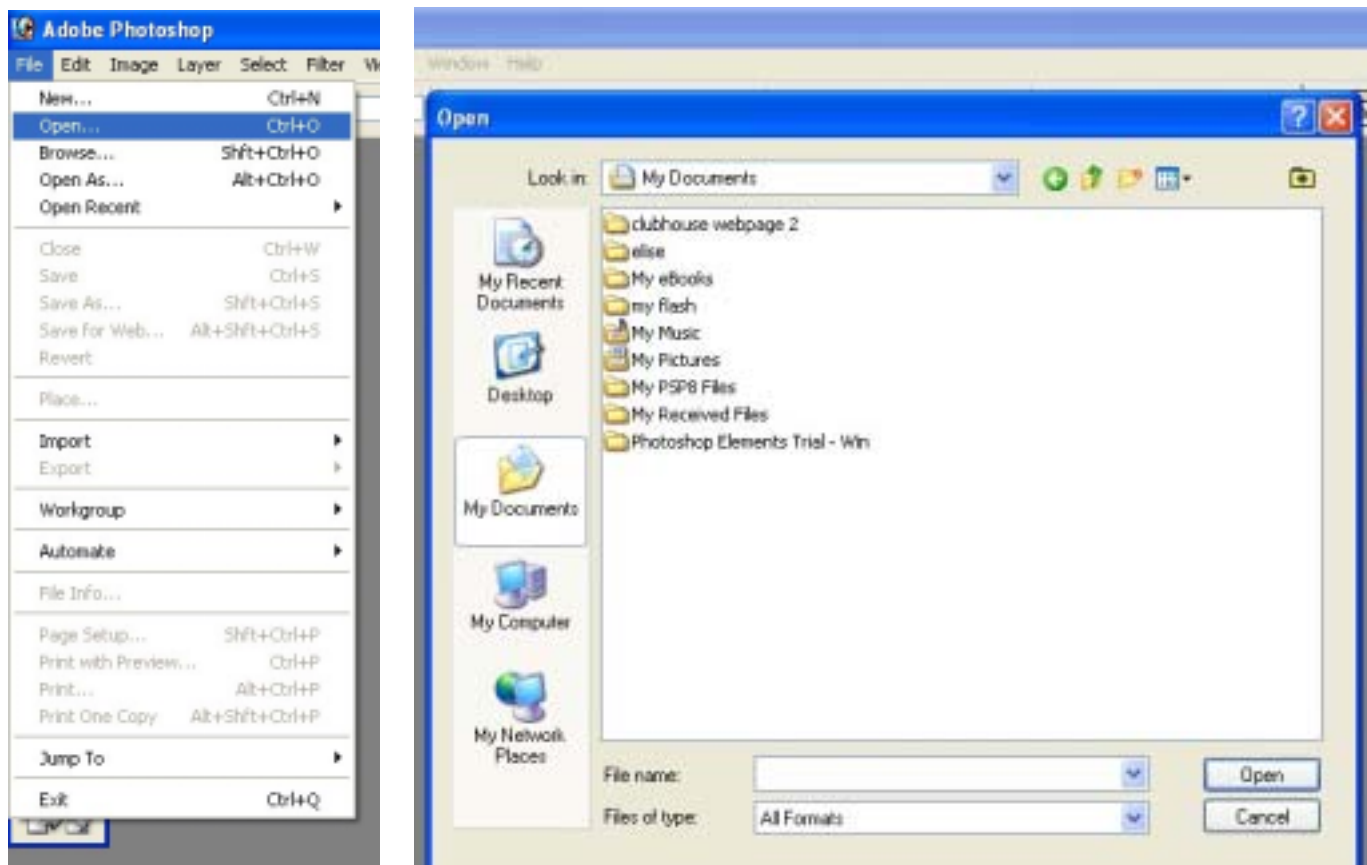 Adobe Photoshop
File Edit Image Layer Select Filter
New... Ctrl+N
Open... Ctrl+O
Browse... Shft+Ctrl+O
Open As... Alt+Ctrl+O
Open Recent
Close Ctrl+W
Save Ctrl+S
Save As... Shft+Ctrl+S
Save for Web... Alt+Shft+Ctrl+S
Revert
Place...
Import
Export
Workgroup
Automate
File Info...
Page Setup... Shft+Ctrl+P
Print with Preview... Ctrl+P
Print... Alt+Ctrl+P
Print One Copy Alt+Shft+Ctrl+P
Jump To
Exit Ctrl+Q
Window Help
Open
Look in: My Documents
My Recent
Documents
Desktop
My Documents
My Computer
My Network
Places
clubhouse webpage 2
elise
My eBooks
my flash
My Music
My Pictures
My PSP8 Files
My Received Files
Photoshop Elements Trial - Win
File name: Open
Files of type: All Formats Cancel